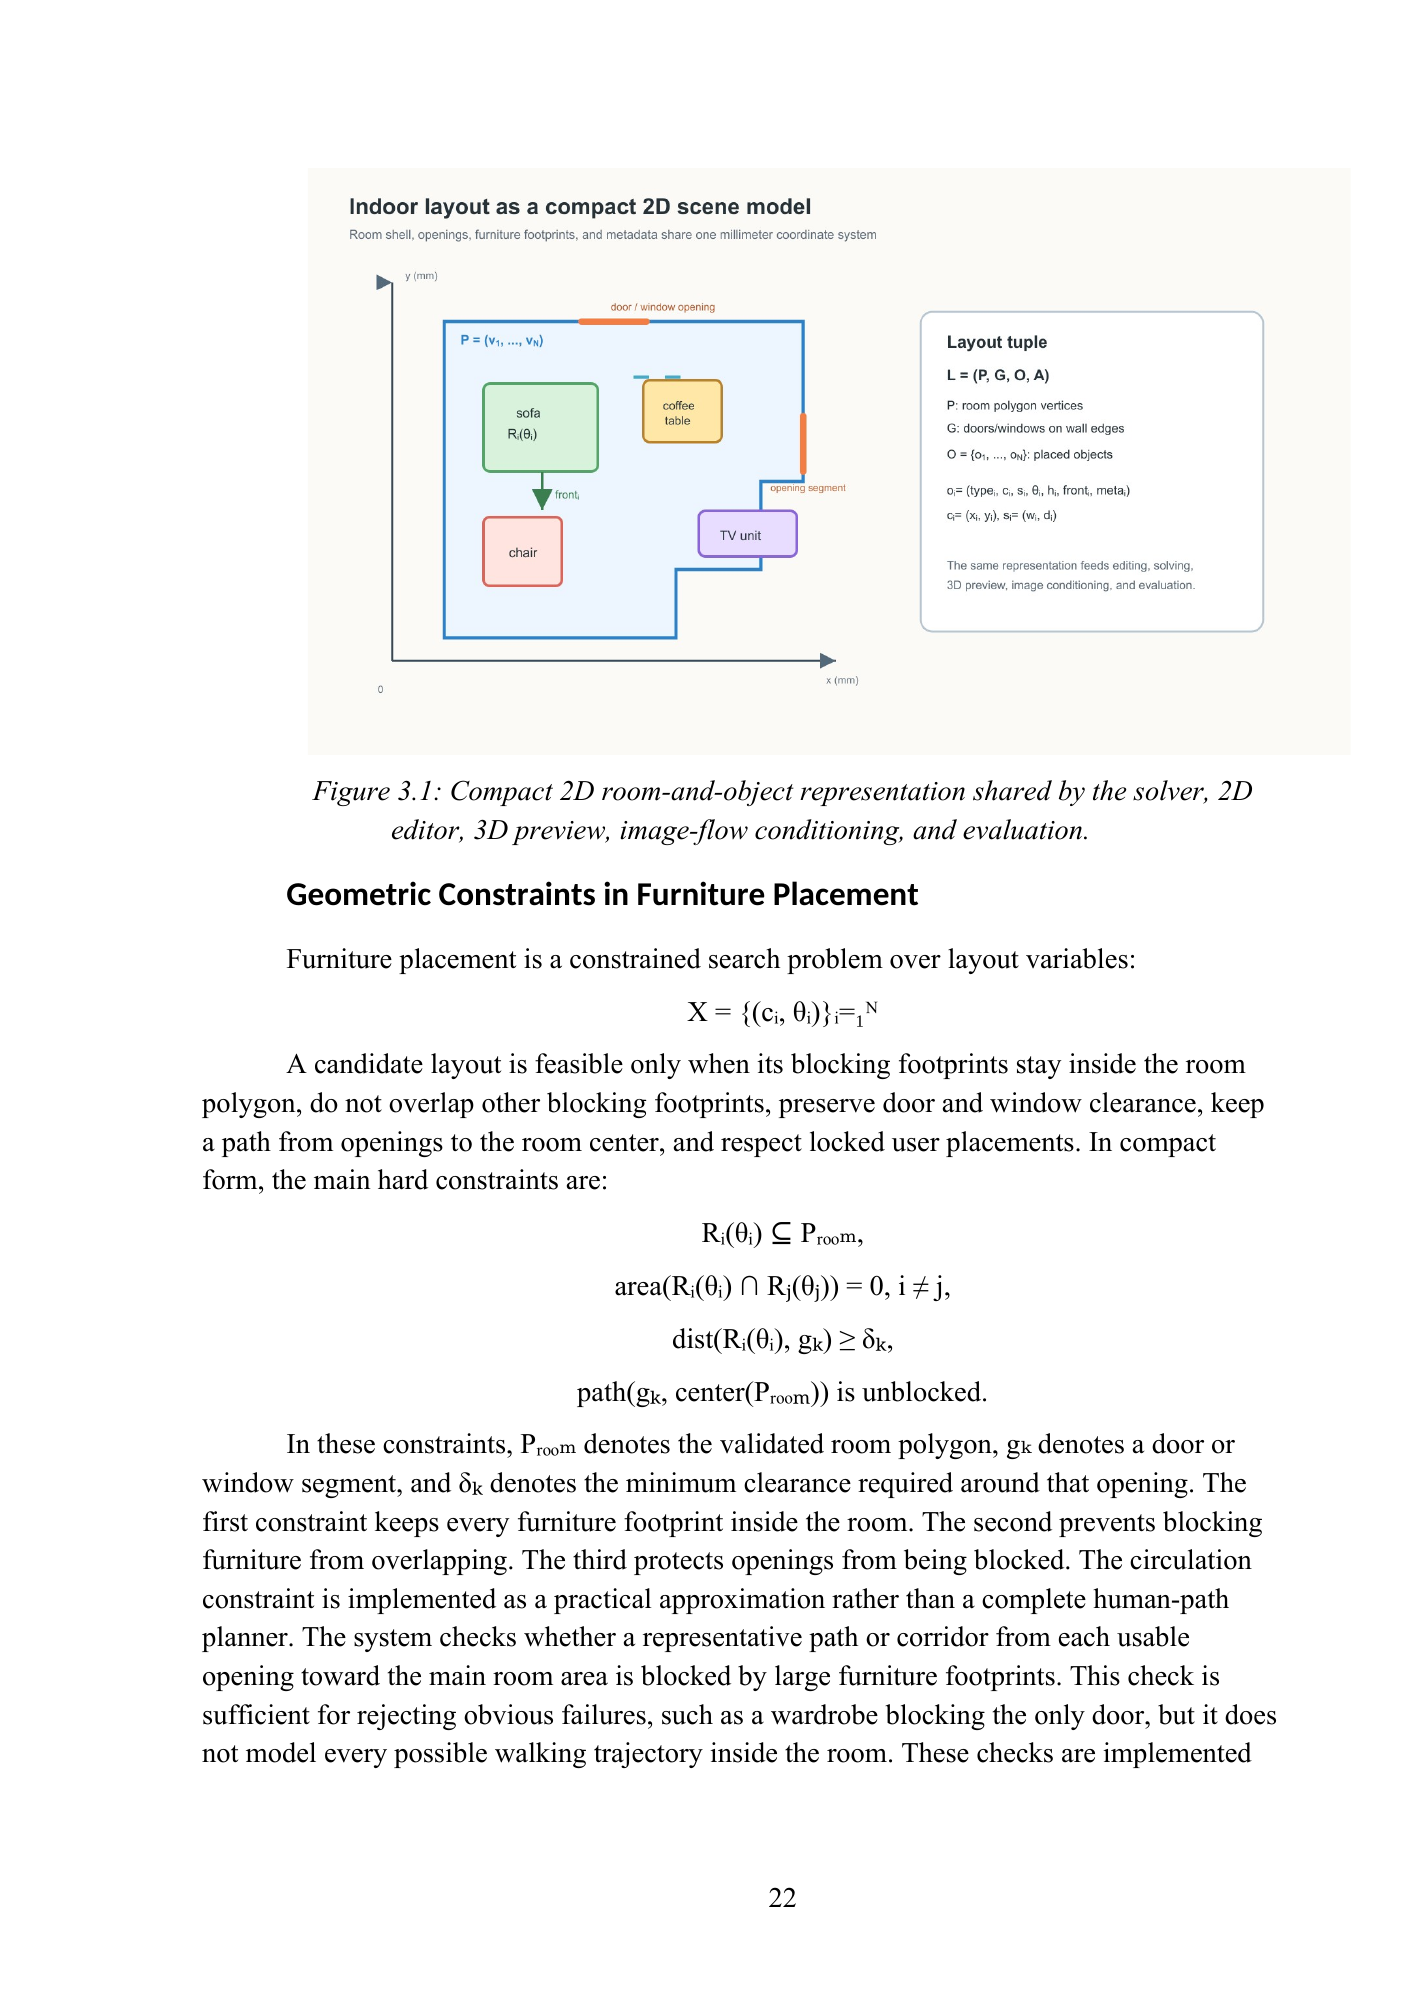 Indoor layout as a compact 2D scene model
Room shell, openings, furniture footprints, and metadata share one millimeter coordinate system
y (mm)
door / window opening
P = (v₁, ..., vN)
sofa
Rᵢ(θᵢ)
coffee
table
frontᵢ
opening segment
chair
TV unit
x (mm)
0
Layout tuple
L = (P, G, O, A)
P: room polygon vertices
G: doors/windows on wall edges
O = {o₁, ..., oN}: placed objects
oᵢ= (typeᵢ, cᵢ, sᵢ, θᵢ, hᵢ, frontᵢ, metaᵢ)
cᵢ= (xᵢ, yᵢ), sᵢ= (wᵢ, dᵢ)
The same representation feeds editing, solving,
3D preview, image conditioning, and evaluation.
Figure 3.1: Compact 2D room-and-object representation shared by the solver, 2D
editor, 3D preview, image-flow conditioning, and evaluation.
Geometric Constraints in Furniture Placement
Furniture placement is a constrained search problem over layout variables:
X = {(cᵢ, θᵢ)}ᵢ=₁ᴺ
A candidate layout is feasible only when its blocking footprints stay inside the room
polygon, do not overlap other blocking footprints, preserve door and window clearance, keep
a path from openings to the room center, and respect locked user placements. In compact
form, the main hard constraints are:
Rᵢ(θᵢ) ⊆ Pᵣₒₒₘ,
area(Rᵢ(θᵢ) ∩ Rⱼ(θⱼ)) = 0, i ≠ j,
dist(Rᵢ(θᵢ), gₖ) ≥ δₖ,
path(gₖ, center(Pᵣₒₒₘ)) is unblocked.
In these constraints, Pᵣₒₒₘ denotes the validated room polygon, gₖ denotes a door or
window segment, and δₖ denotes the minimum clearance required around that opening. The
first constraint keeps every furniture footprint inside the room. The second prevents blocking
furniture from overlapping. The third protects openings from being blocked. The circulation
constraint is implemented as a practical approximation rather than a complete human-path
planner. The system checks whether a representative path or corridor from each usable
opening toward the main room area is blocked by large furniture footprints. This check is
sufficient for rejecting obvious failures, such as a wardrobe blocking the only door, but it does
not model every possible walking trajectory inside the room. These checks are implemented
22